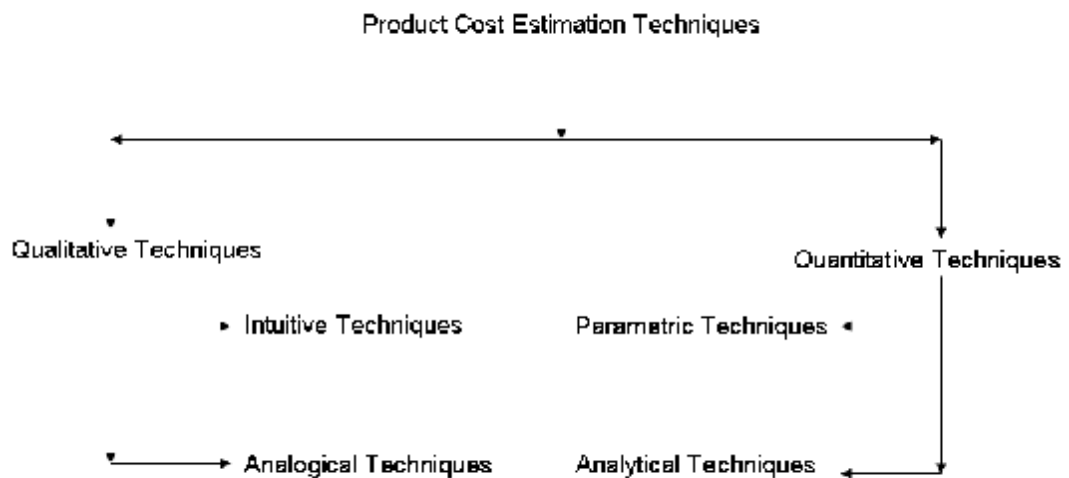 Product Cost Estimation Techniques
Qualitative Techniques
Quantitative Techniques
Intuitive Techniques
Parametric Techniques
Analogical Techniques
Analytical Techniques